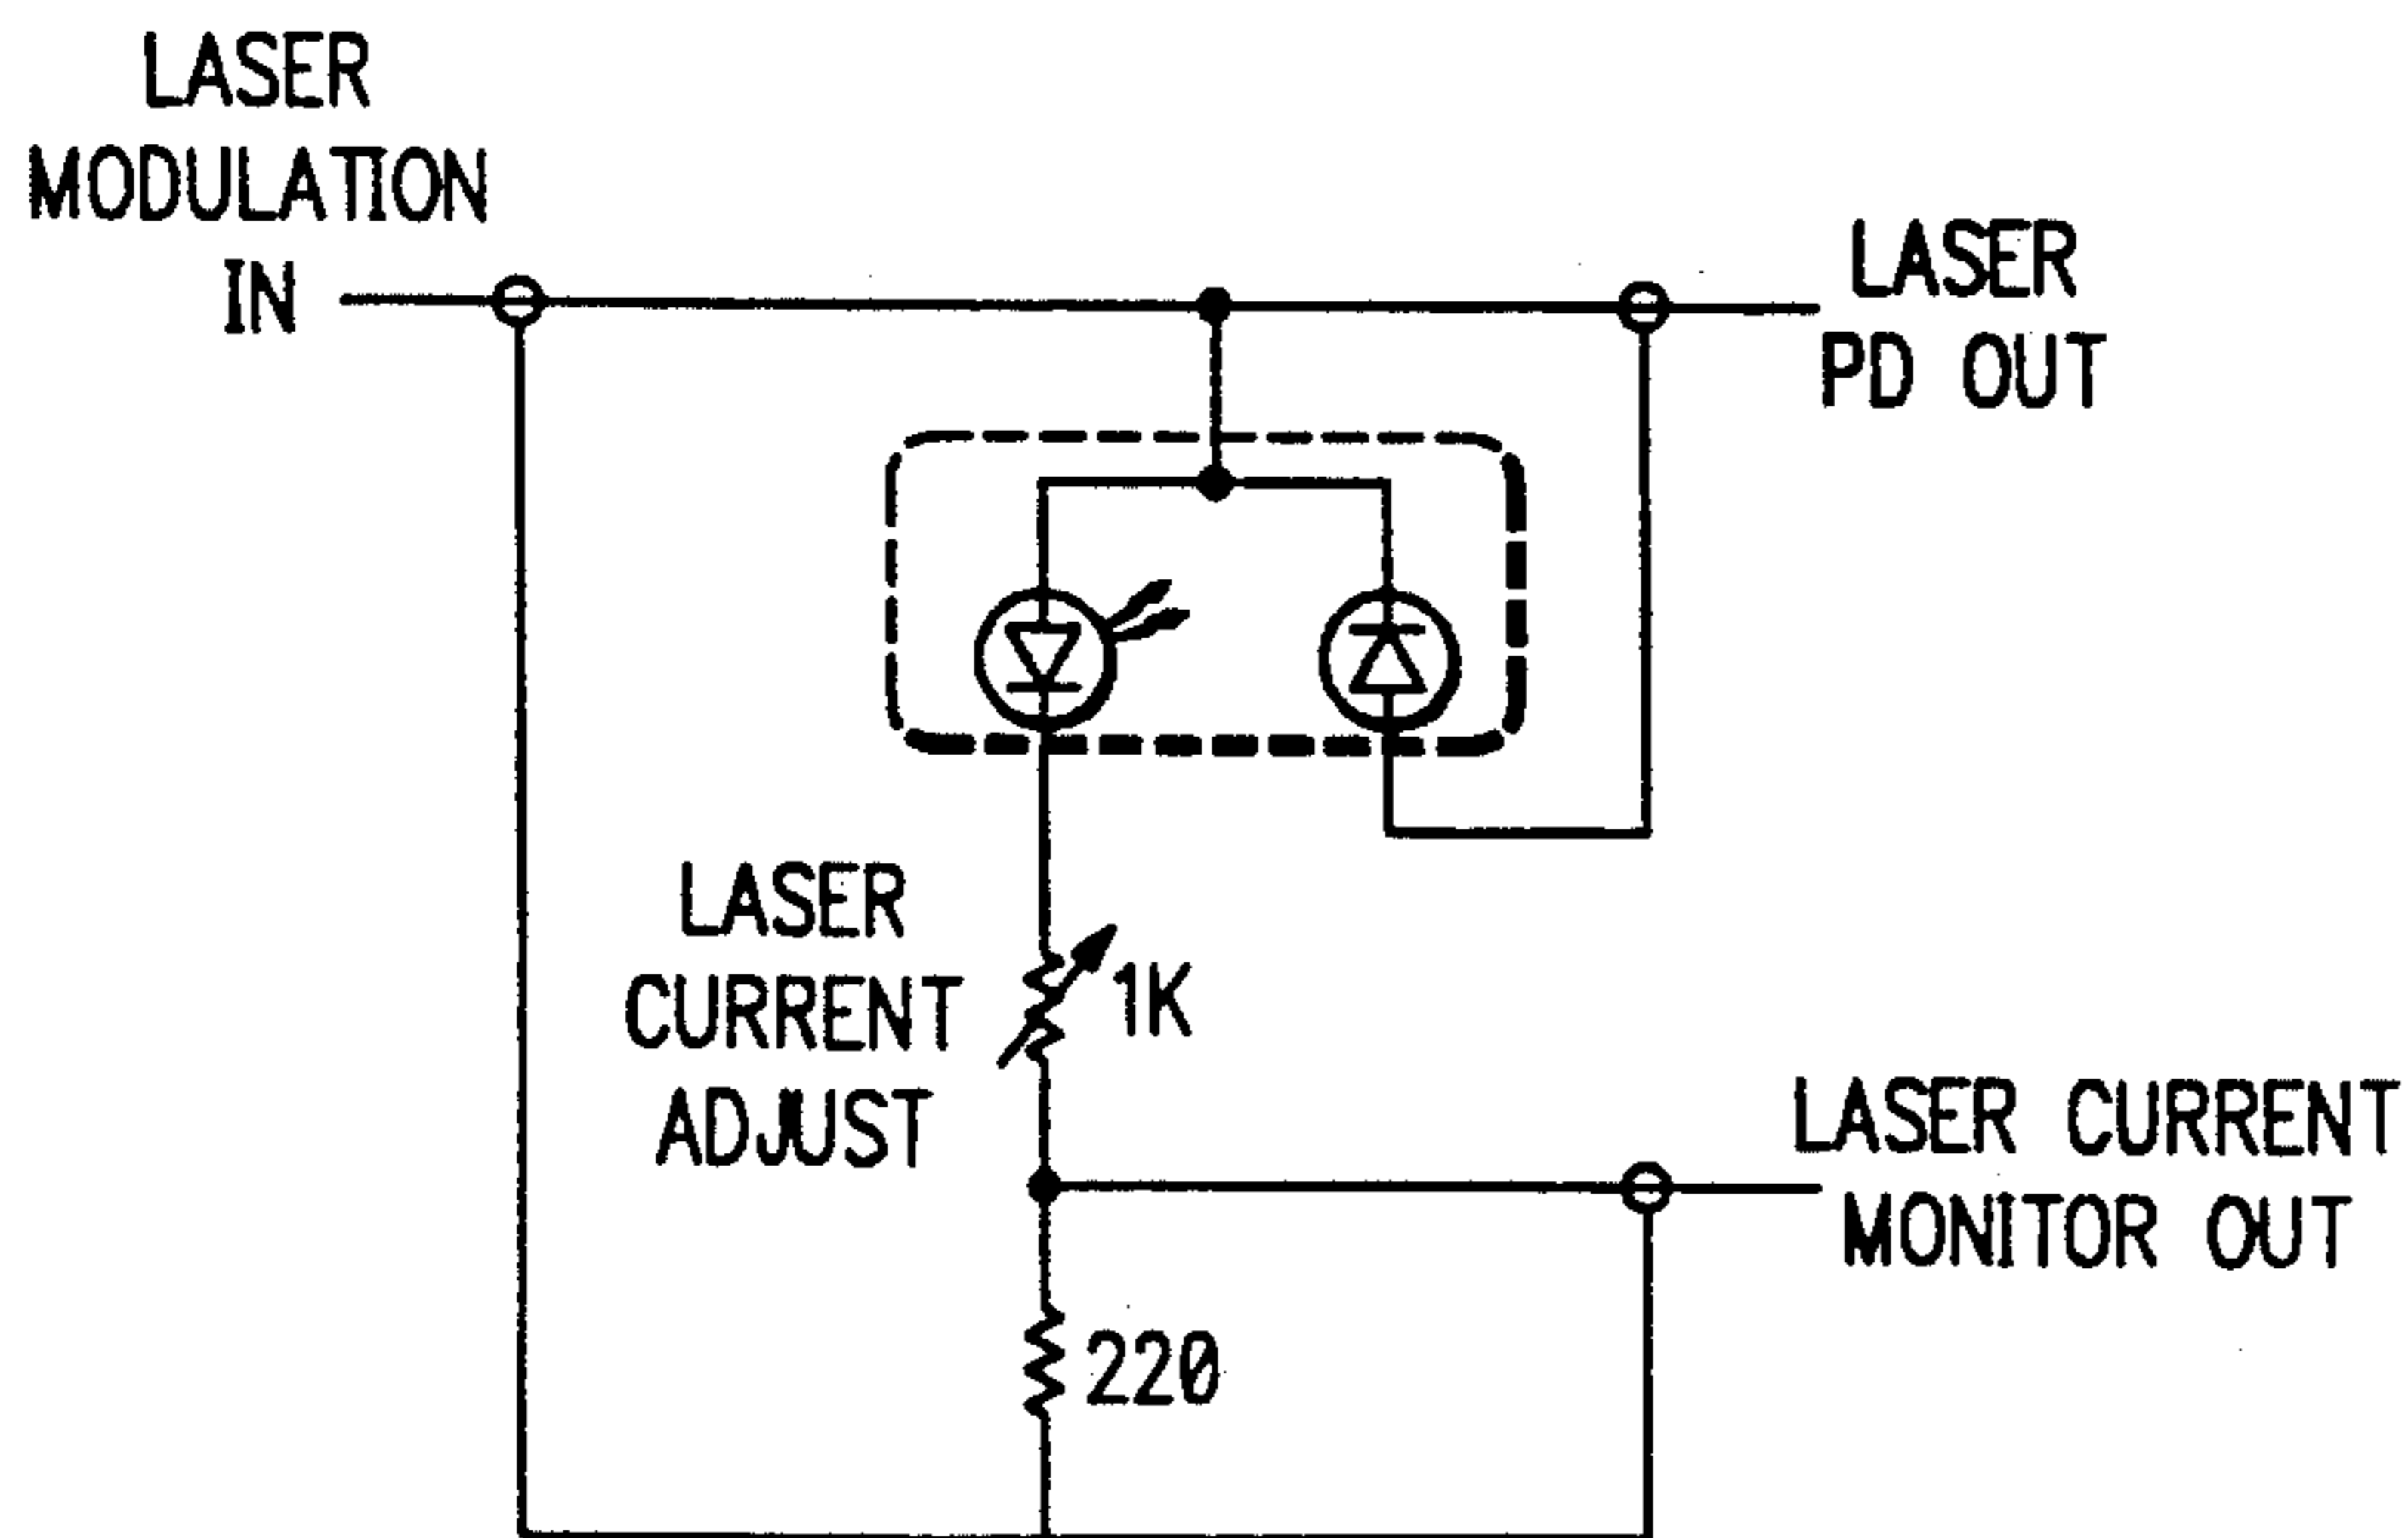 LASER
MODULATION
IN
LASER
PD OUT
LASER
CURRENT
ADJUST
1K
LASER CURRENT
MONITOR OUT
220